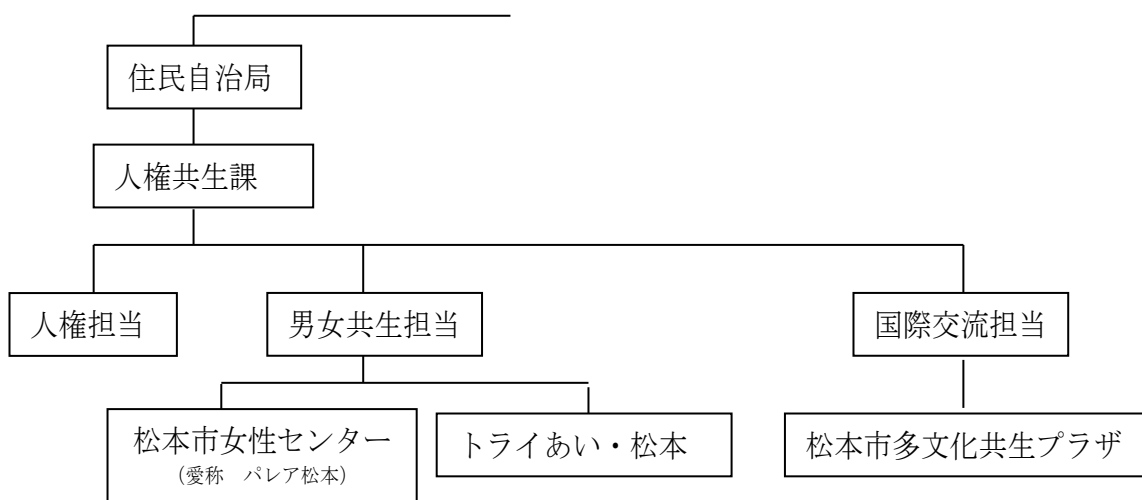 住民自治局
人権共生課
人権担当
男女共生担当
国際交流担当
松本市女性センター
（愛称　パレア松本）
トライあい・松本
松本市多文化共生プラザ